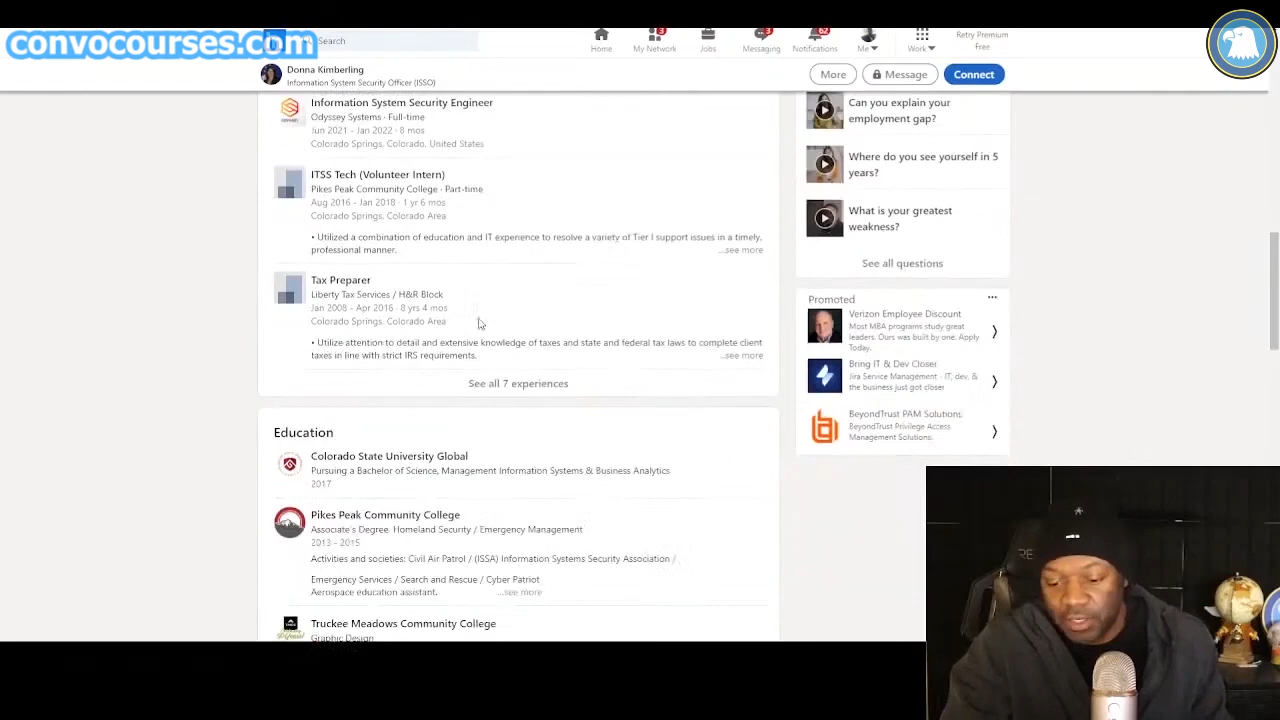 convocourses.com
Search
Home
My Network
Jobs
Messaging
Notifications
Me
Work
Retry Premium
Free
3
3
62
Donna Kimberling
Information System Security Officer (ISSO)
More
Message
Connect
Information System Security Engineer
Odyssey Systems · Full-time
Jun 2021 - Jan 2022 · 8 mos
Colorado Springs, Colorado, United States
ITSS Tech (Volunteer Intern)
Pikes Peak Community College · Part-time
Aug 2016 - Jan 2018 · 1 yr 6 mos
Colorado Springs, Colorado Area
• Utilized a combination of education and IT experience to resolve a variety of Tier I support issues in a timely,
professional manner.
...see more
Tax Preparer
Liberty Tax Services / H&R Block
Jan 2008 - Apr 2016 · 8 yrs 4 mos
Colorado Springs, Colorado Area
• Utilize attention to detail and extensive knowledge of taxes and state and federal tax laws to complete client
taxes in line with strict IRS requirements.
...see more
See all 7 experiences
Education
Colorado State University Global
Pursuing a Bachelor of Science, Management Information Systems & Business Analytics
2017
Pikes Peak Community College
Associate's Degree, Homeland Security / Emergency Management
2013 - 2015
Activities and societies: Civil Air Patrol / (ISSA) Information Systems Security Association /
Emergency Services / Search and Rescue / Cyber Patriot
Aerospace education assistant.
...see more
Truckee Meadows Community College
Graphic Design
Can you explain your
employment gap?
Where do you see yourself in 5
years?
What is your greatest
weakness?
See all questions
Promoted
Verizon Employee Discount
Most MBA programs study great
leaders. Ours was built by one. Apply
Today.
Bring IT & Dev Closer
Jira Service Management - IT, dev, &
the business just got closer
BeyondTrust PAM Solutions
BeyondTrust Privilege Access
Management Solutions.